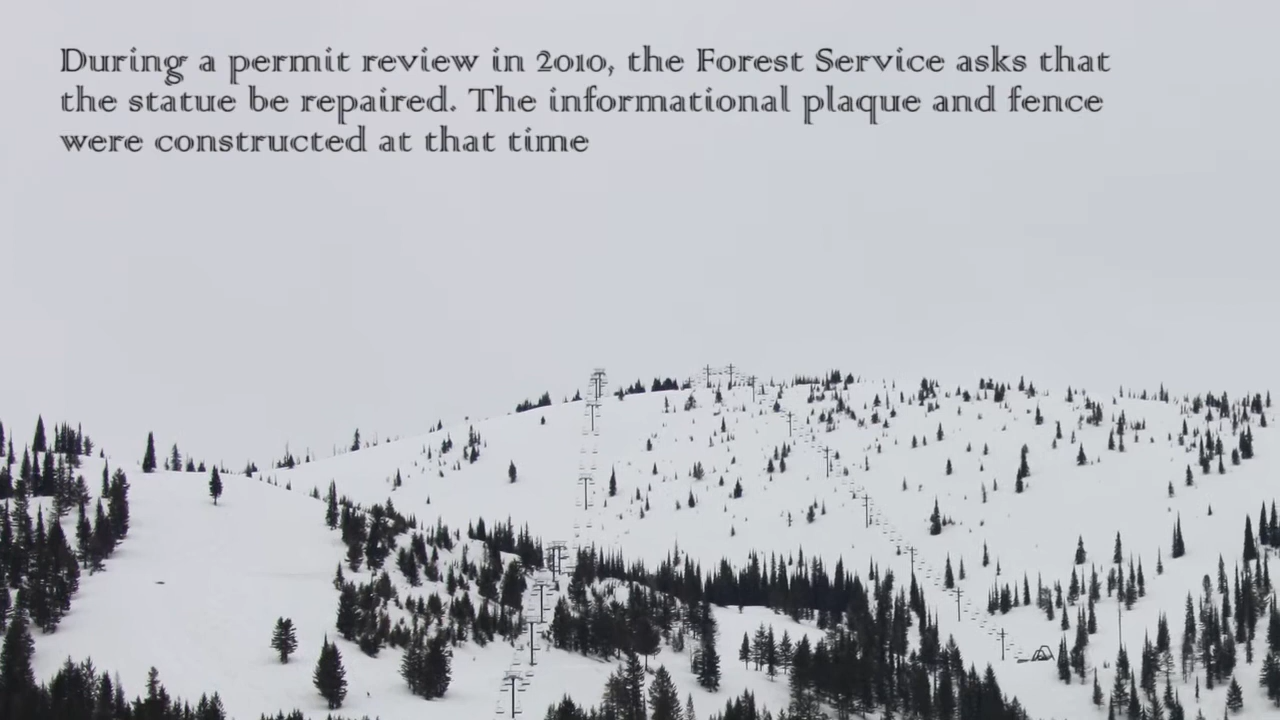 During a permit review in 2010, the Forest Service asks that
the statue be repaired. The informational plaque and fence
were constructed at that time